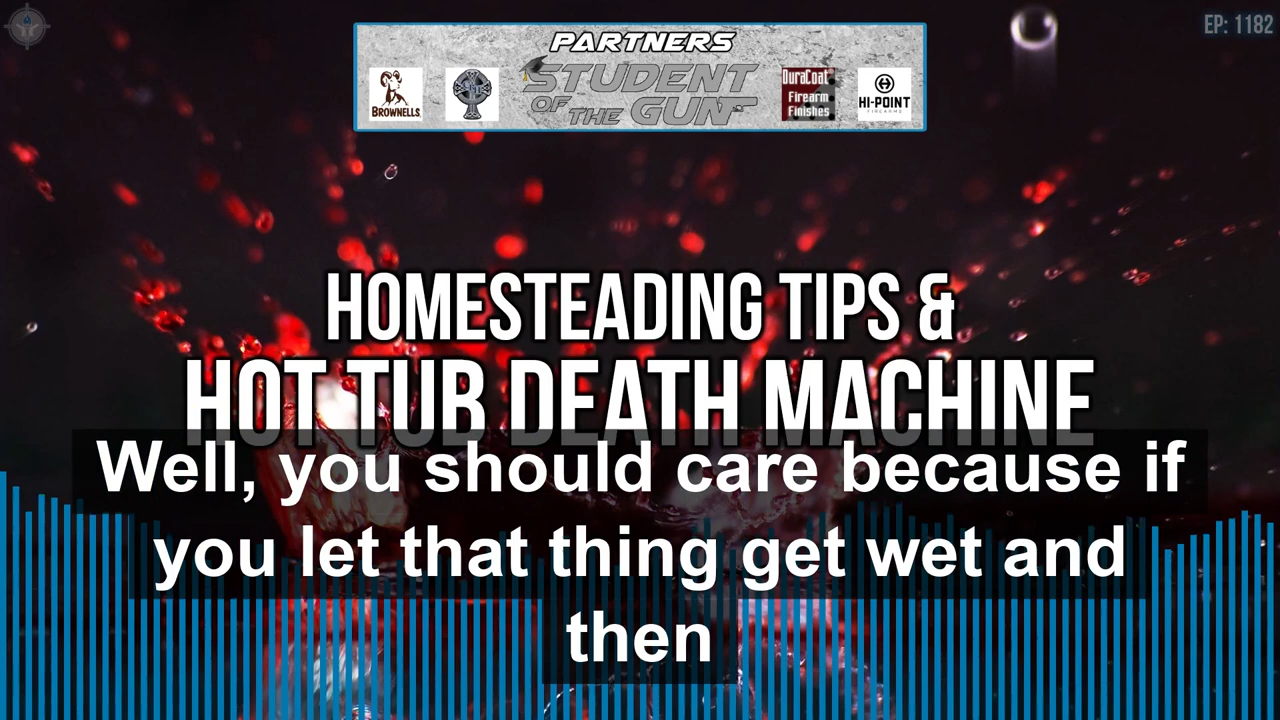 EP: 1182
PARTNERS
STUDENT
OF THE GUN
BROWNELLS
DuraCoat
Firearm
Finishes
HI-POINT
FIREARMS
HOMESTEADING TIPS &
HOT TUB DEATH MACHINE
Well, you should care because if
you let that thing get wet and
then